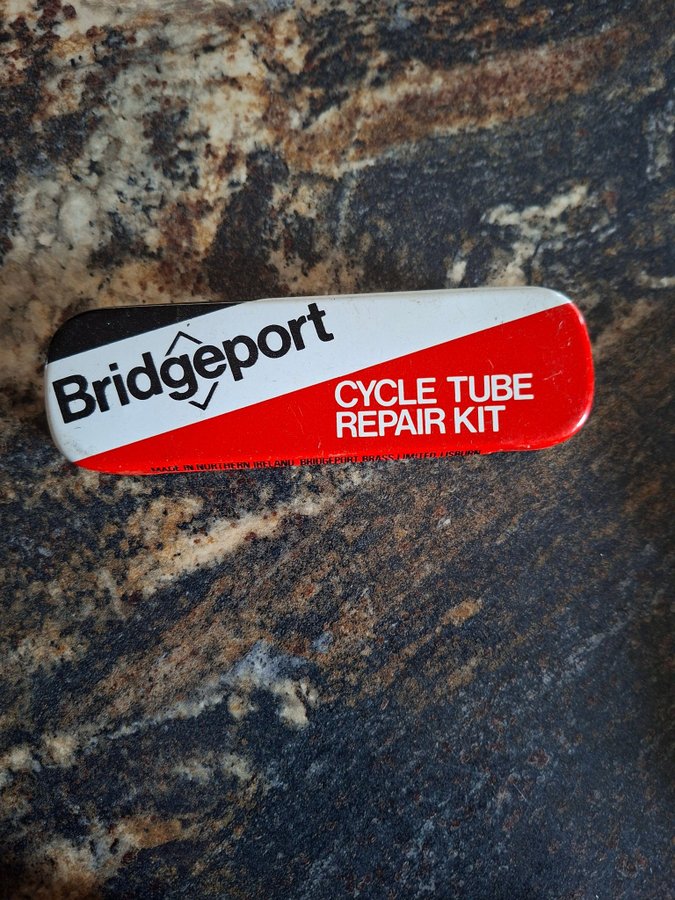 Bridgeport
CYCLE TUBE
REPAIR KIT
MADE IN NORTHERN IRELAND. BRIDGEPORT BRASS LIMITED, LISBURN